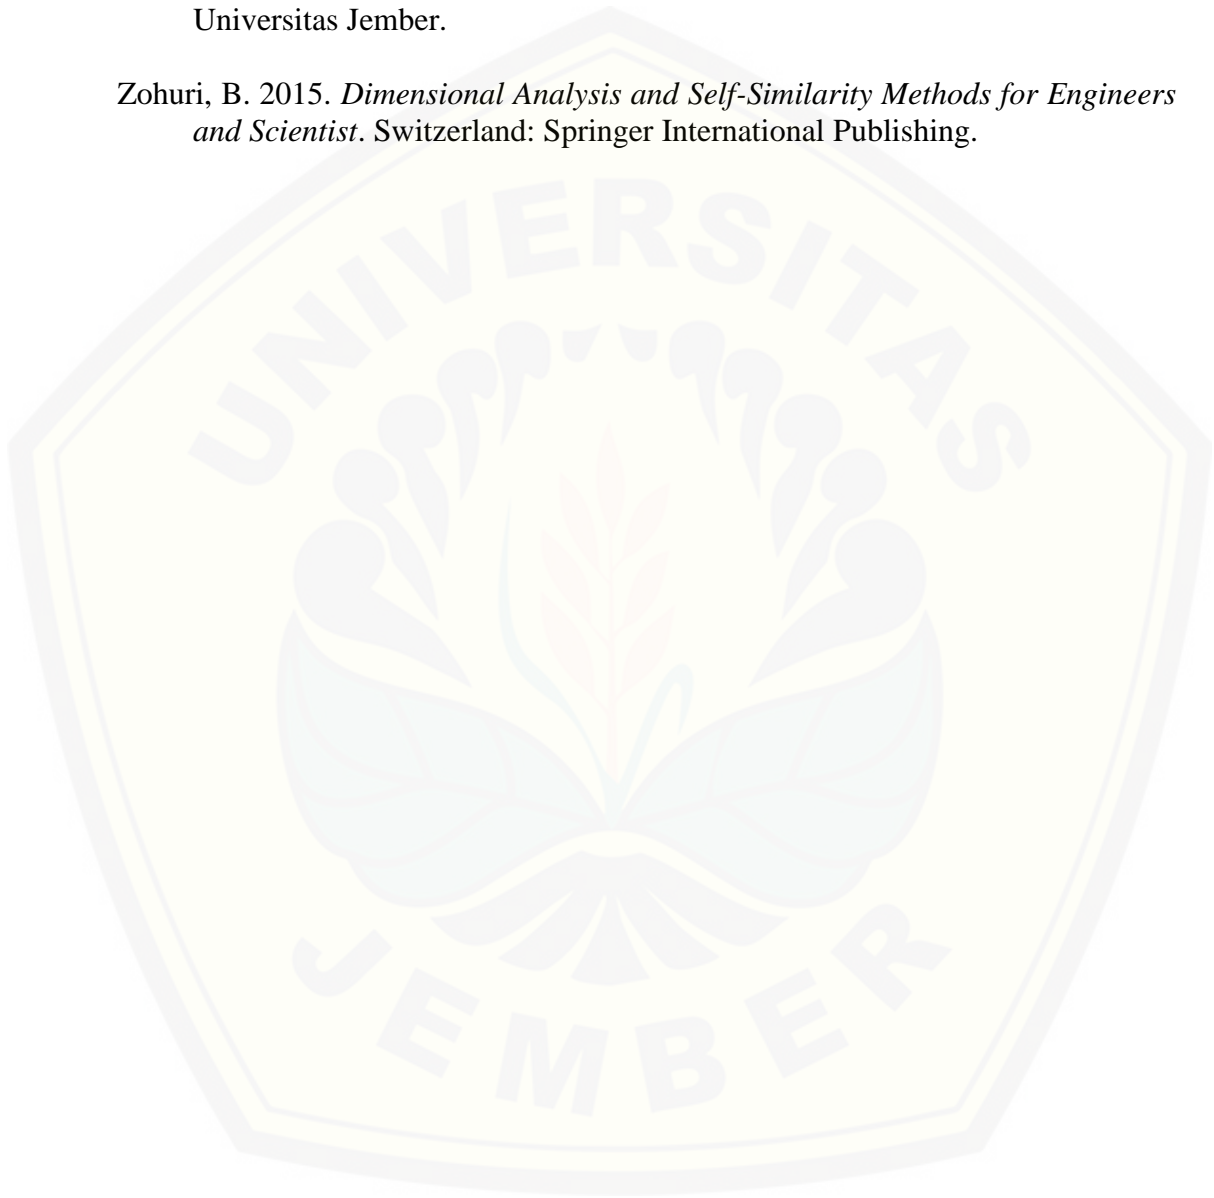 Universitas Jember.
Zohuri, B. 2015. Dimensional Analysis and Self-Similarity Methods for Engineers
and Scientist. Switzerland: Springer International Publishing.
UNIVERSITAS
JEMBER